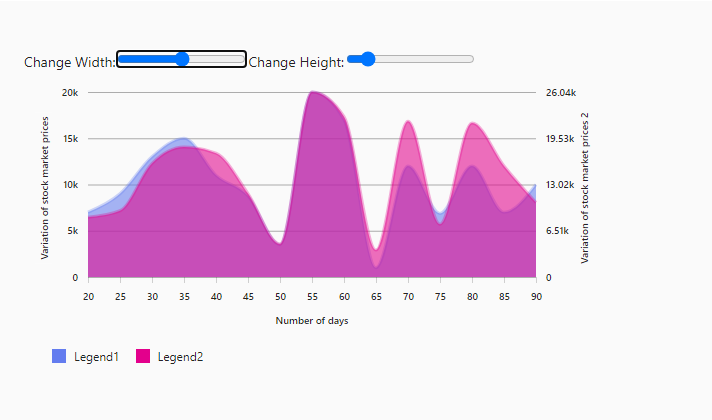 Change Width: Change Height:
Variation of stock market prices
20k
15k
10k
5k
0
26.04k
19.53k
13.02k
6.51k
0
Variation of stock market prices 2
20 25 30 35 40 45 50 55 60 65 70 75 80 85 90
Number of days
Legend1 Legend2